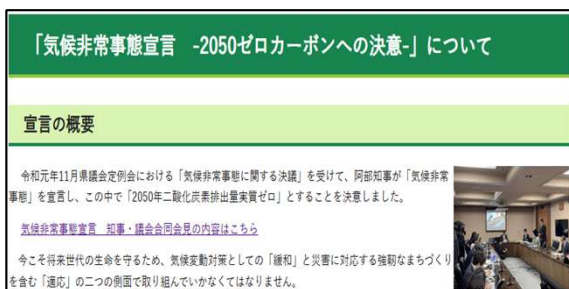 「気候非常事態宣言 -2050ゼロカーボンへの決意-」について
宣言の概要
令和元年11月県議会定例会における「気候非常事態に関する決議」を受けて、阿部知事が「気候非常
事態」を宣言し、この中で「2050年二酸化炭素排出量実質ゼロ」とすることを決意しました。
気候非常事態宣言 知事・議会合同会見の内容はこちら
今こそ将来世代の生命を守るため、気候変動対策としての「緩和」と災害に対応する強靭なまちづくり
を含む「適応」の二つの側面で取り組んでいかなくてはなりません。